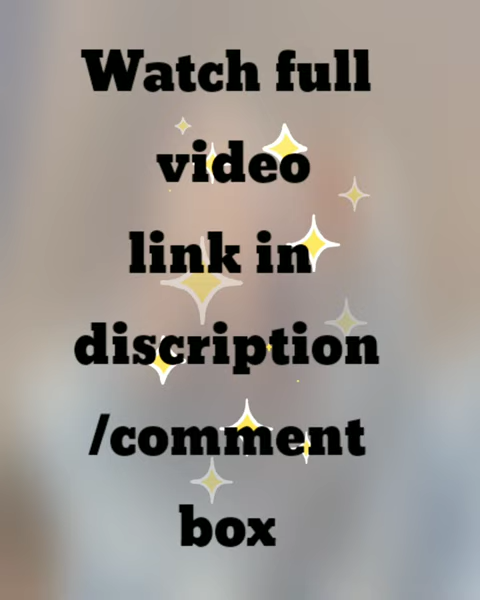 Watch full
video
link in
discription
/comment
box